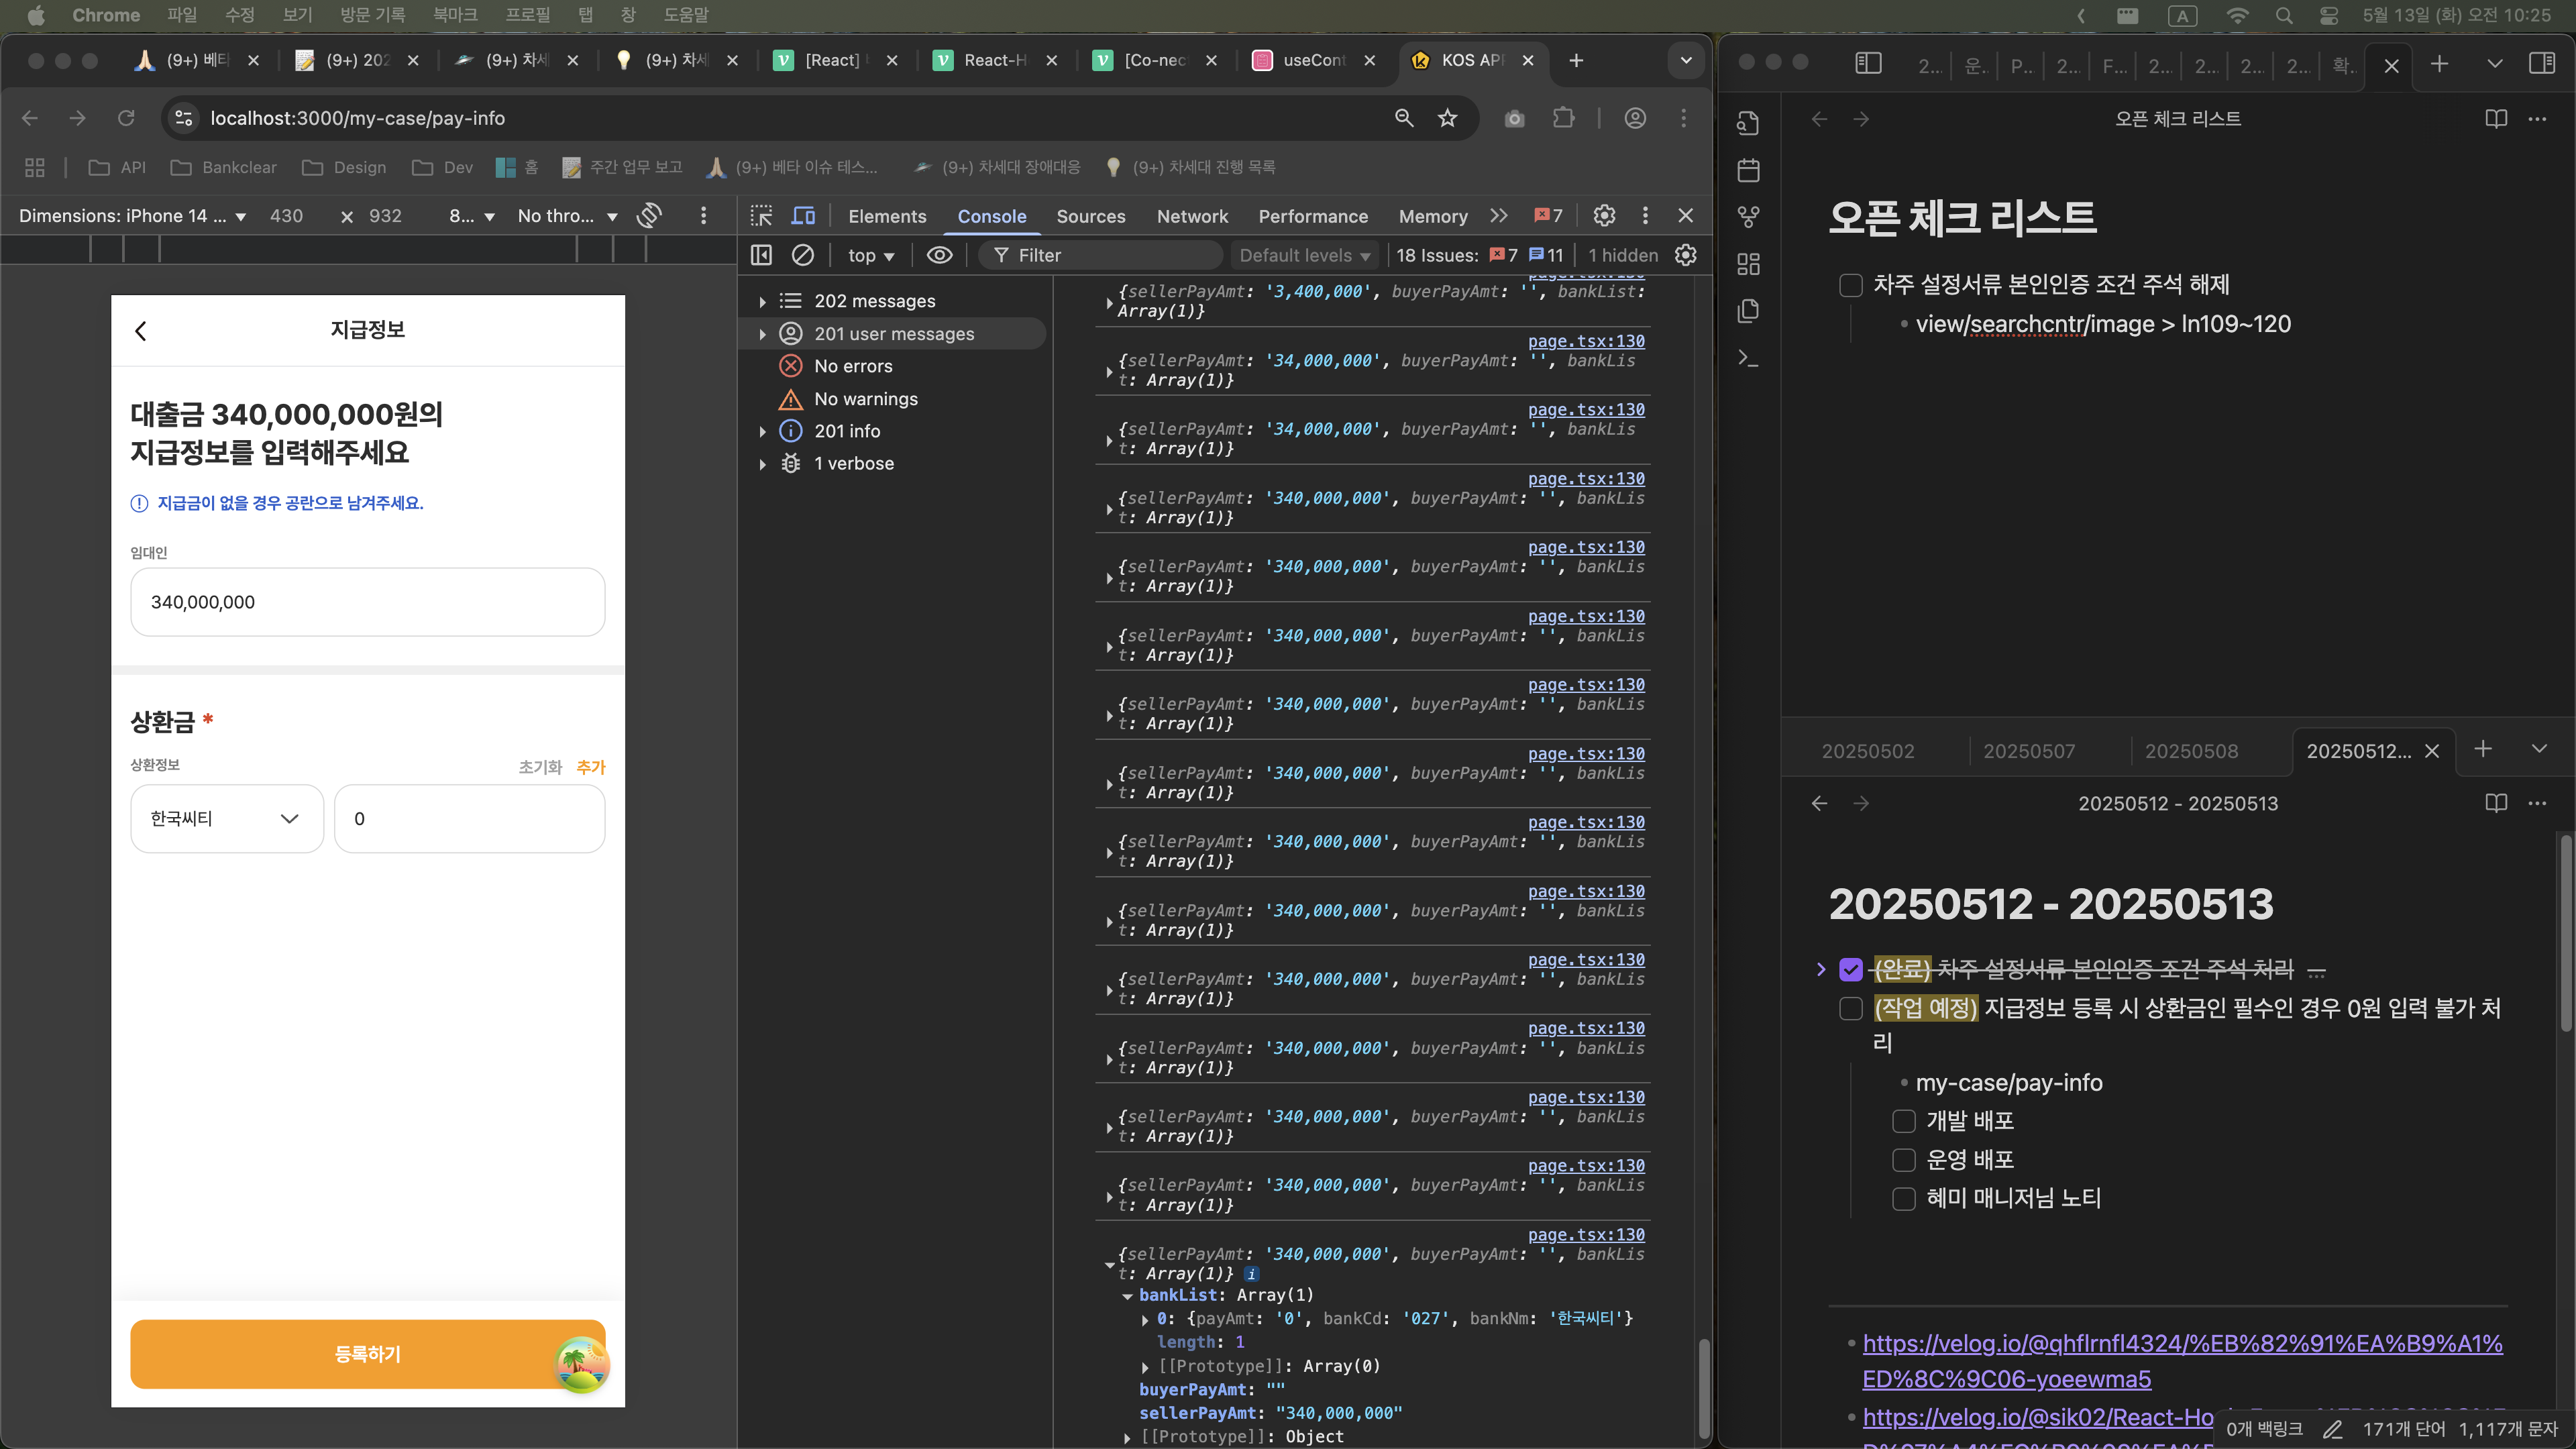 Chrome 파일 수정 보기 방문 기록 북마크 프로필 탭 창 도움말
A 5월 13일 (화) 오전 10:25
(9+) 베타 (9+) 202 (9+) 차세 (9+) 차세 [React] React-H [Co-nec useCont KOS API
localhost:3000/my-case/pay-info
API Bankclear Design Dev 홈 주간 업무 보고 (9+) 베타 이슈 테스... (9+) 차세대 장애대응 (9+) 차세대 진행 목록
Dimensions: iPhone 14 ... 430 × 932 8... No thro...
지급정보
대출금 340,000,000원의
지급정보를 입력해주세요
지급금이 없을 경우 공란으로 남겨주세요.
임대인
340,000,000
상환금 *
상환정보 초기화 추가
한국씨티 0
등록하기
Elements Console Sources Network Performance Memory 7
top Filter Default levels 18 Issues: 7 11 1 hidden
202 messages
201 user messages
No errors
No warnings
201 info
1 verbose
page.tsx:130
{sellerPayAmt: '3,400,000', buyerPayAmt: '', bankList:
Array(1)}
page.tsx:130
{sellerPayAmt: '34,000,000', buyerPayAmt: '', bankLis
t: Array(1)}
page.tsx:130
{sellerPayAmt: '34,000,000', buyerPayAmt: '', bankLis
t: Array(1)}
page.tsx:130
{sellerPayAmt: '340,000,000', buyerPayAmt: '', bankLis
t: Array(1)}
page.tsx:130
{sellerPayAmt: '340,000,000', buyerPayAmt: '', bankLis
t: Array(1)}
page.tsx:130
{sellerPayAmt: '340,000,000', buyerPayAmt: '', bankLis
t: Array(1)}
page.tsx:130
{sellerPayAmt: '340,000,000', buyerPayAmt: '', bankLis
t: Array(1)}
page.tsx:130
{sellerPayAmt: '340,000,000', buyerPayAmt: '', bankLis
t: Array(1)}
page.tsx:130
{sellerPayAmt: '340,000,000', buyerPayAmt: '', bankLis
t: Array(1)}
page.tsx:130
{sellerPayAmt: '340,000,000', buyerPayAmt: '', bankLis
t: Array(1)}
page.tsx:130
{sellerPayAmt: '340,000,000', buyerPayAmt: '', bankLis
t: Array(1)}
page.tsx:130
{sellerPayAmt: '340,000,000', buyerPayAmt: '', bankLis
t: Array(1)}
page.tsx:130
{sellerPayAmt: '340,000,000', buyerPayAmt: '', bankLis
t: Array(1)}
page.tsx:130
{sellerPayAmt: '340,000,000', buyerPayAmt: '', bankLis
t: Array(1)}
page.tsx:130
{sellerPayAmt: '340,000,000', buyerPayAmt: '', bankLis
t: Array(1)} i
bankList: Array(1)
0: {payAmt: '0', bankCd: '027', bankNm: '한국씨티'}
length: 1
[[Prototype]]: Array(0)
buyerPayAmt: ""
sellerPayAmt: "340,000,000"
[[Prototype]]: Object
2... 운... P... 2... F... 2... 2... 2... 2... 확...
오픈 체크 리스트
오픈 체크 리스트
차주 설정서류 본인인증 조건 주석 해제
view/searchcntr/image > ln109~120
20250502 20250507 20250508 20250512...
20250512 - 20250513
20250512 - 20250513
(완료) 차주 설정서류 본인인증 조건 주석 처리 ...
(작업 예정) 지급정보 등록 시 상환금인 필수인 경우 0원 입력 불가 처
리
my-case/pay-info
개발 배포
운영 배포
혜미 매니저님 노티
https://velog.io/@qhflrnfl4324/%EB%82%91%EA%B9%A1%
ED%8C%9C06-yoeewma5
https://velog.io/@sik02/React-Ho
0개 백링크 171개 단어 1,117개 문자